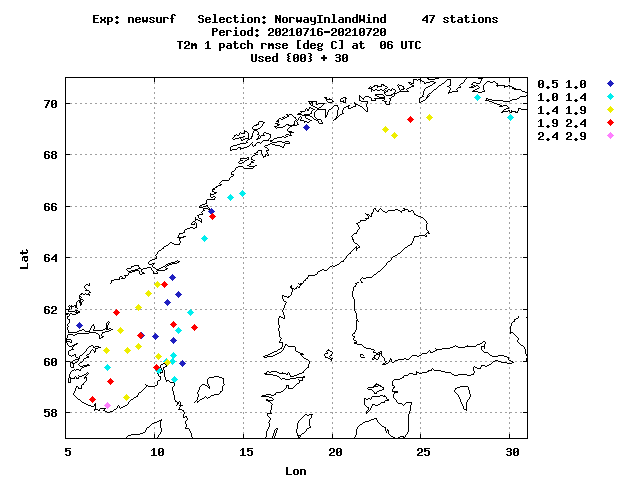 Exp: newsurf Selection: NorwayInlandWind 47 stations
Period: 20210716-20210720
T2m 1 patch rmse [deg C] at 06 UTC
Used {00} + 30
0.5 1.0
1.0 1.4
1.4 1.9
1.9 2.4
2.4 2.9
70
68
66
64
62
60
58
Lat
5 10 15 20 25 30
Lon